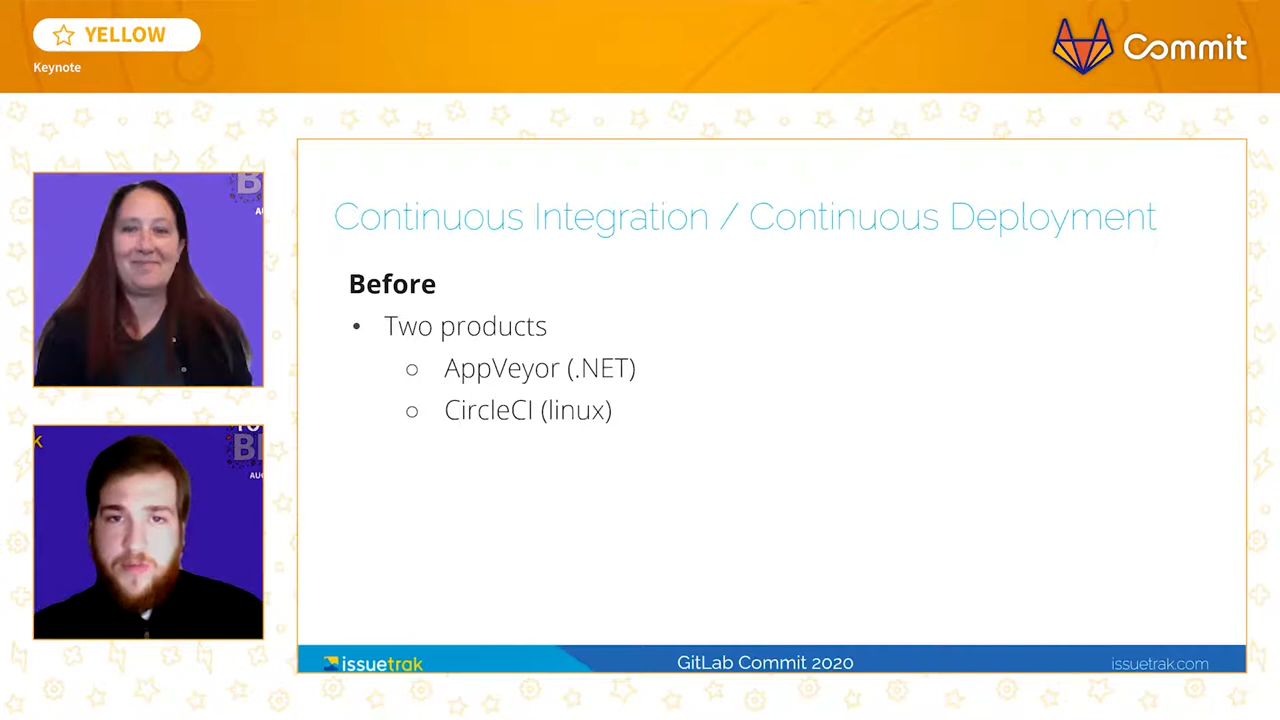 YELLOW
Keynote
Commit
B
Continuous Integration / Continuous Deployment
Before
• Two products
○ AppVeyor (.NET)
○ CircleCI (linux)
K
B
issuetrak
GitLab Commit 2020
issuetrak.com